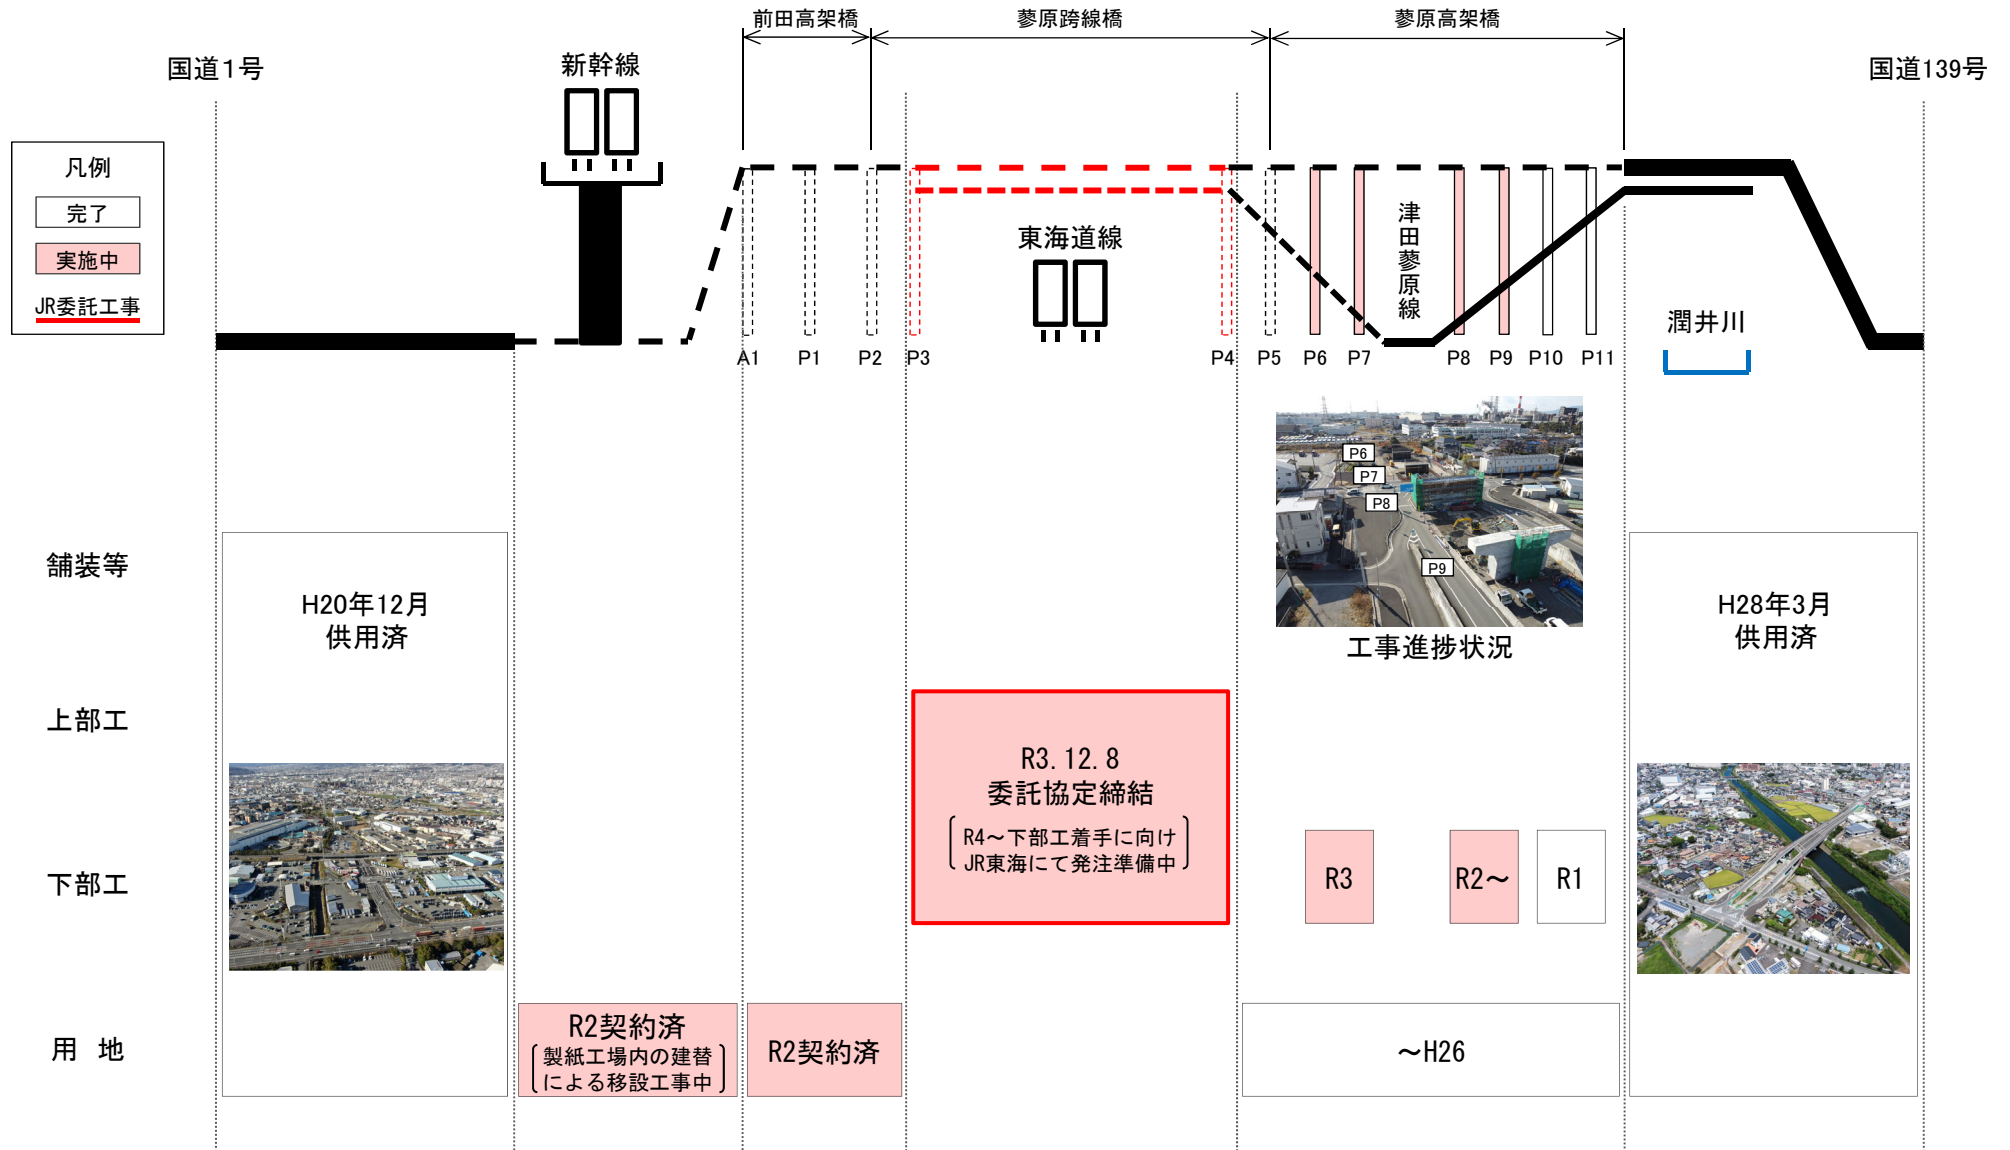 前田高架橋
蓼原跨線橋
蓼原高架橋
国道1号
新幹線
国道139号
凡例
完了
実施中
JR委託工事
東海道線
津田蓼原線
潤井川
A1
P1
P2
P3
P4
P5
P6
P7
P8
P9
P10
P11
P6
P7
P8
P9
工事進捗状況
舗装等
H20年12月
供用済
H28年3月
供用済
上部工
R3.12.8
委託協定締結
R4～下部工着手に向け
JR東海にて発注準備中
下部工
R3
R2～
R1
用 地
R2契約済
製紙工場内の建替
による移設工事中
R2契約済
～H26